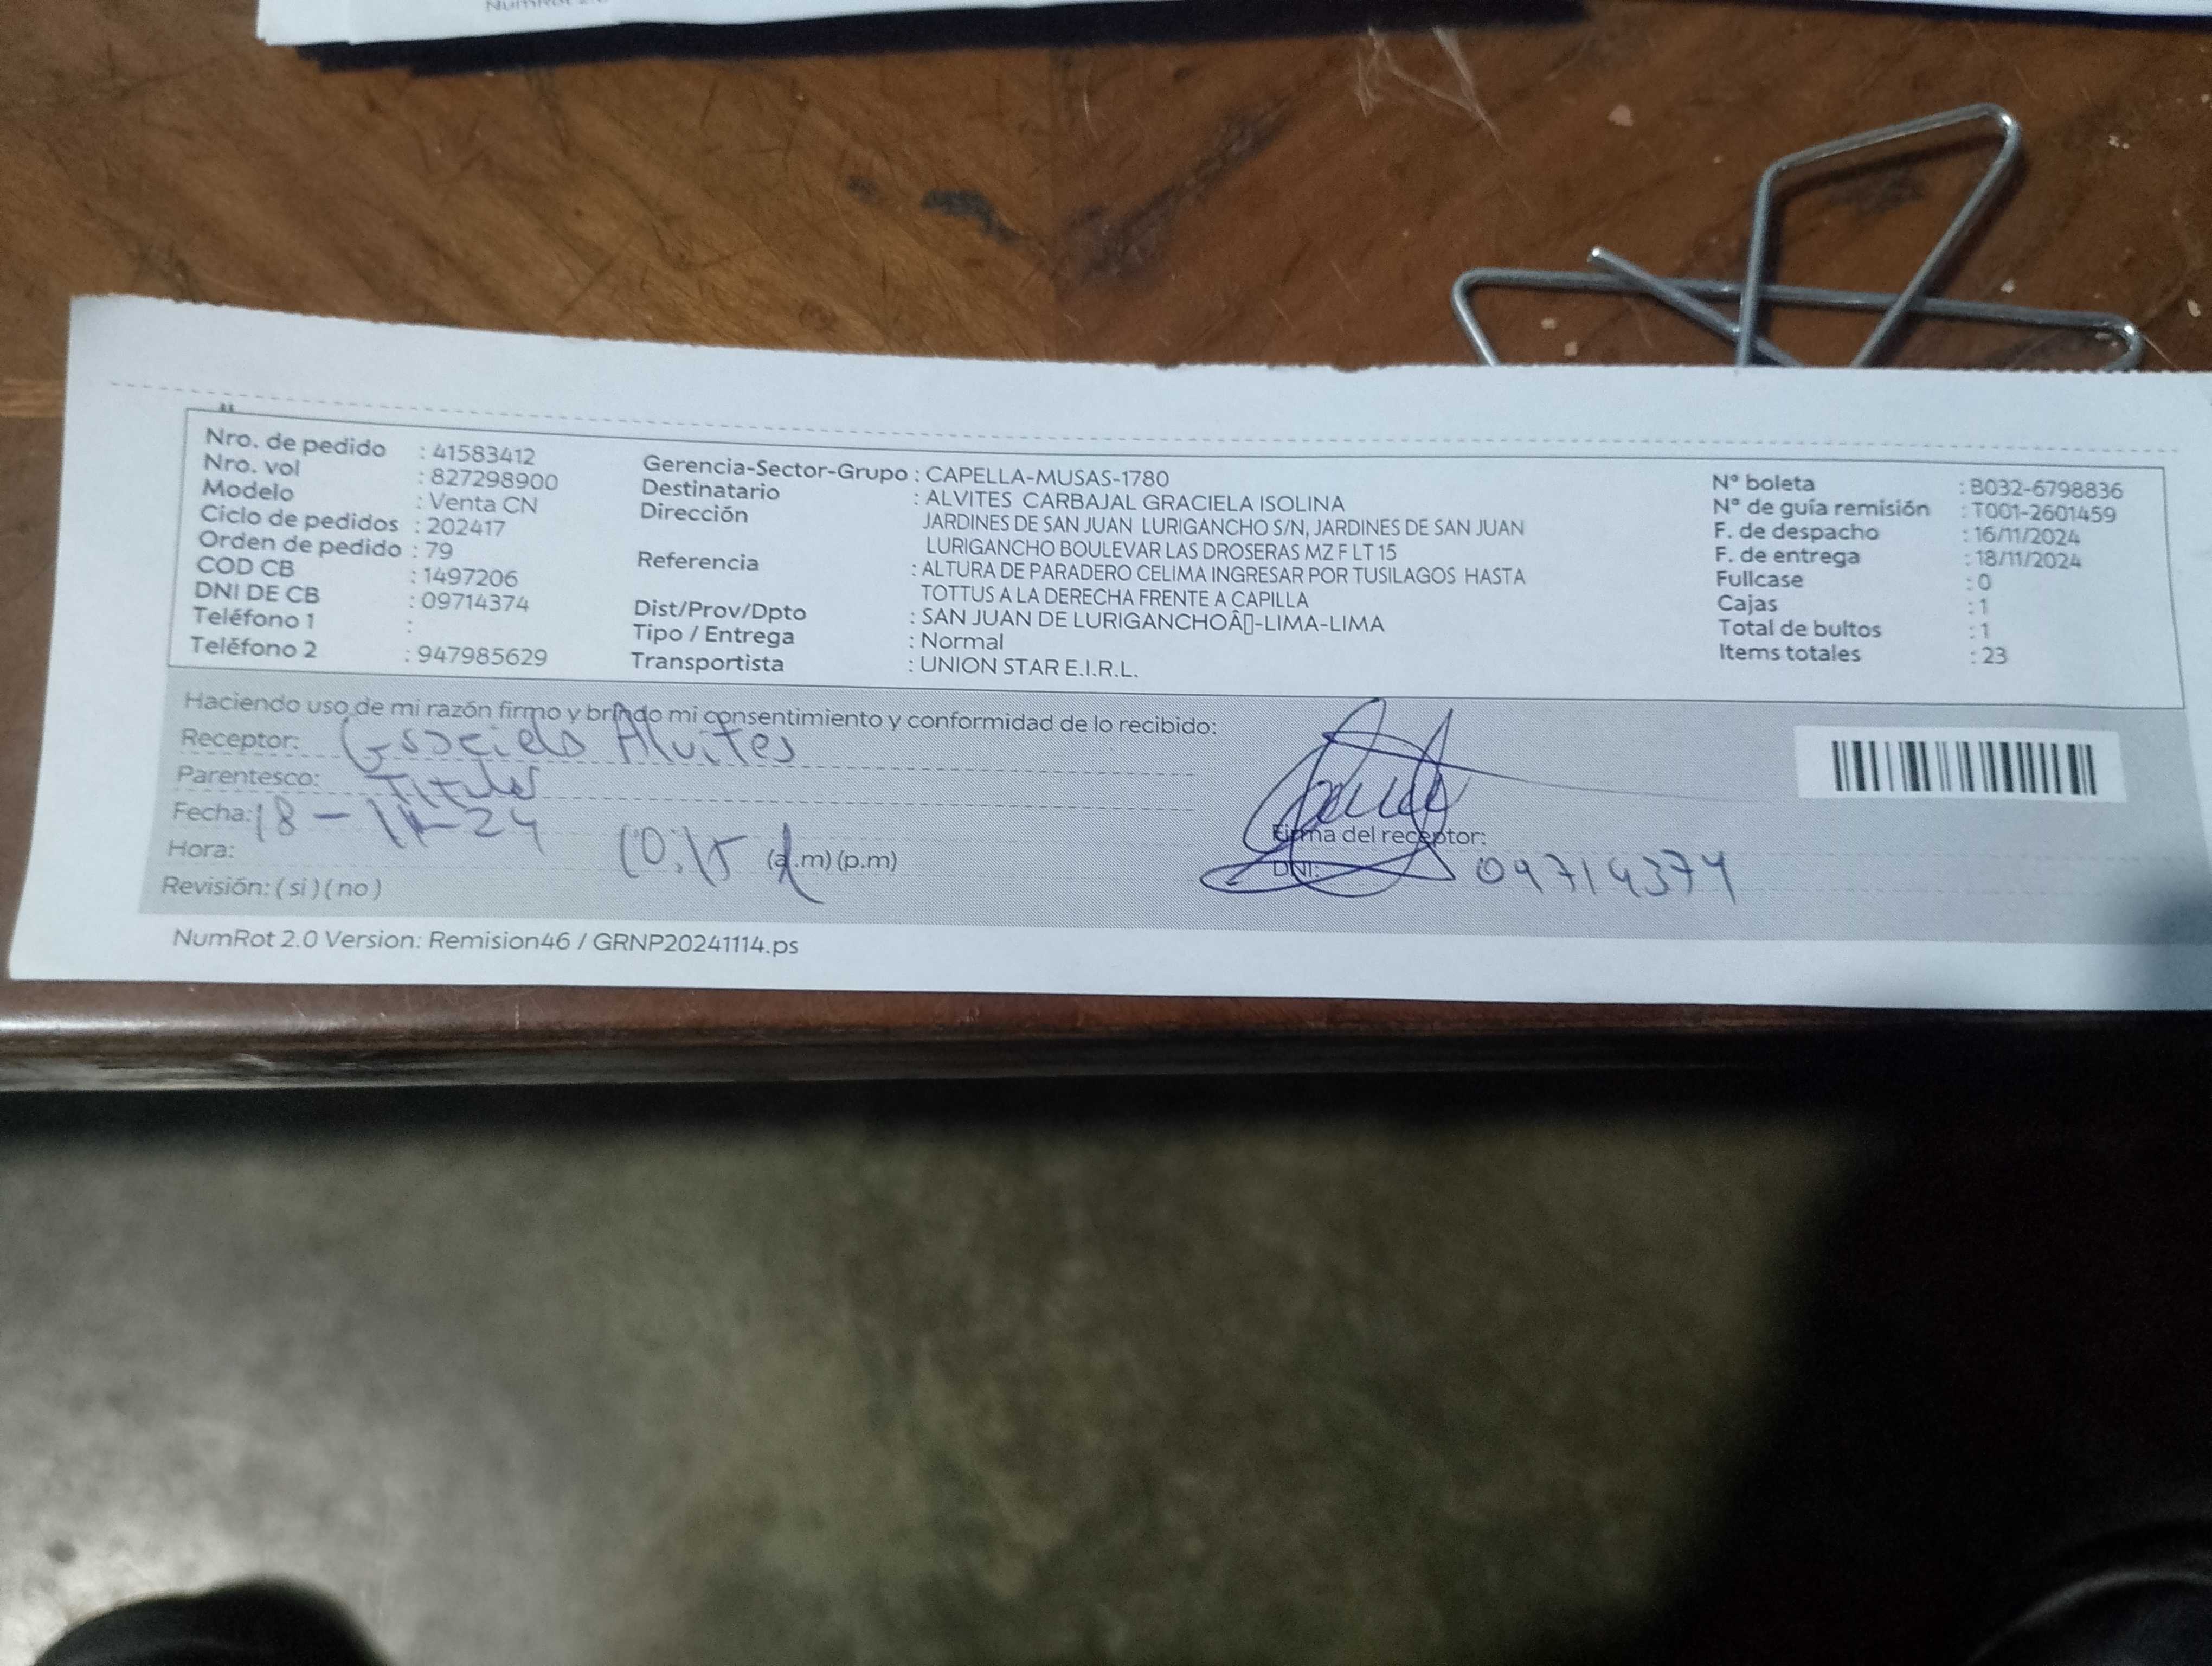 Nro. de pedido : 41583412
Nro. vol : 827298900
Modelo : Venta CN
Ciclo de pedidos : 202417
Orden de pedido : 79
COD CB : 1497206
DNI DE CB : 09714374
Teléfono 1 :
Teléfono 2 : 947985629
Gerencia-Sector-Grupo : CAPELLA-MUSAS-1780
Destinatario : ALVITES CARBAJAL GRACIELA ISOLINA
Dirección JARDINES DE SAN JUAN LURIGANCHO S/N, JARDINES DE SAN JUAN
LURIGANCHO BOULEVAR LAS DROSERAS MZ F LT 15
Referencia : ALTURA DE PARADERO CELIMA INGRESAR POR TUSILAGOS HASTA
TOTTUS A LA DERECHA FRENTE A CAPILLA
Dist/Prov/Dpto : SAN JUAN DE LURIGANCHOÂ▯-LIMA-LIMA
Tipo / Entrega : Normal
Transportista : UNION STAR E.I.R.L.
N° boleta : B032-6798836
N° de guía remisión : T001-2601459
F. de despacho : 16/11/2024
F. de entrega : 18/11/2024
Fullcase : 0
Cajas : 1
Total de bultos : 1
Items totales : 23
Haciendo uso de mi razón firmo y brindo mi consentimiento y conformidad de lo recibido:
Receptor: Graciela Alvites
Parentesco: Titular
Fecha: 18-11-24
Hora: 10:15 (a.m) (p.m)
Revisión: (si) (no)
Firma del receptor:
DNI: 09714374
NumRot 2.0 Version: Remision46 / GRNP20241114.ps